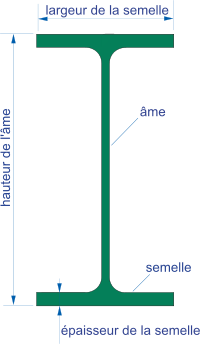 largeur de la semelle
hauteur de l'âme
âme
semelle
épaisseur de la semelle